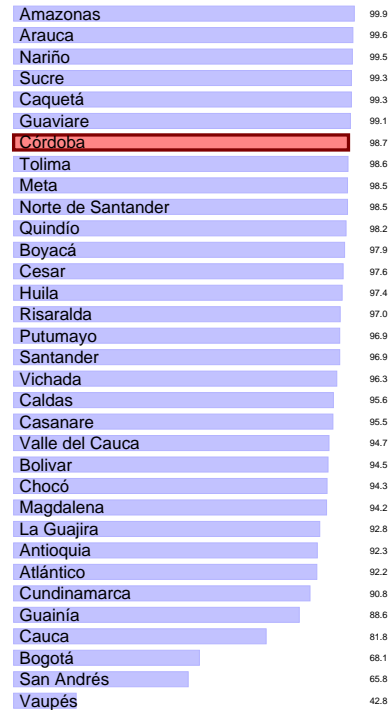 Amazonas 99.9
Arauca 99.6
Nariño 99.5
Sucre 99.3
Caquetá 99.3
Guaviare 99.1
Córdoba 98.7
Tolima 98.6
Meta 98.5
Norte de Santander 98.5
Quindío 98.2
Boyacá 97.9
Cesar 97.6
Huila 97.4
Risaralda 97.0
Putumayo 96.9
Santander 96.9
Vichada 96.3
Caldas 95.6
Casanare 95.5
Valle del Cauca 94.7
Bolivar 94.5
Chocó 94.3
Magdalena 94.2
La Guajira 92.8
Antioquia 92.3
Atlántico 92.2
Cundinamarca 90.8
Guainía 88.6
Cauca 81.8
Bogotá 68.1
San Andrés 65.8
Vaupés 42.8